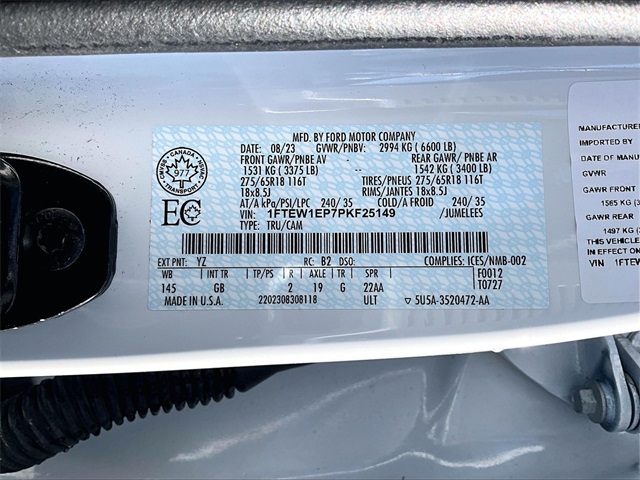 MFD. BY FORD MOTOR COMPANY
DATE: 08/23 GVWR/PNBV: 2994 KG ( 6600 LB)
FRONT GAWR/PNBE AV REAR GAWR/ PNBE AR
1531 KG ( 3375 LB) 1542 KG ( 3400 LB)
275/65R18 116T TIRES/PNEUS 275/65R18 116T
18x8.5J RIMS/JANTES 18x8.5J
AT/A kPa/PSI/LPC 240/ 35 COLD/A FROID 240/ 35
VIN: 1FTEW1EP7PKF25149 /JUMELEES
TYPE: TRU/CAM
CANADA
977
TRANSPORT
EC
EXT PNT: YZ RC: B2 DSO: COMPLIES: ICES/NMB-002
WB INT TR TP/PS R AXLE TR SPR F0012
145 GB 2 19 G 22AA T0727
MADE IN U.S.A. 2202308308118 ULT 5U5A-3520472-AA
MANUFACTUR
IMPORTED BY
DATE OF MANU
GVWR
GAWR FRONT
1565 KG (
GAWR REAR
1497 KG (
THIS VEHICLE
IN EFFECT ON
VIN 1FTEW